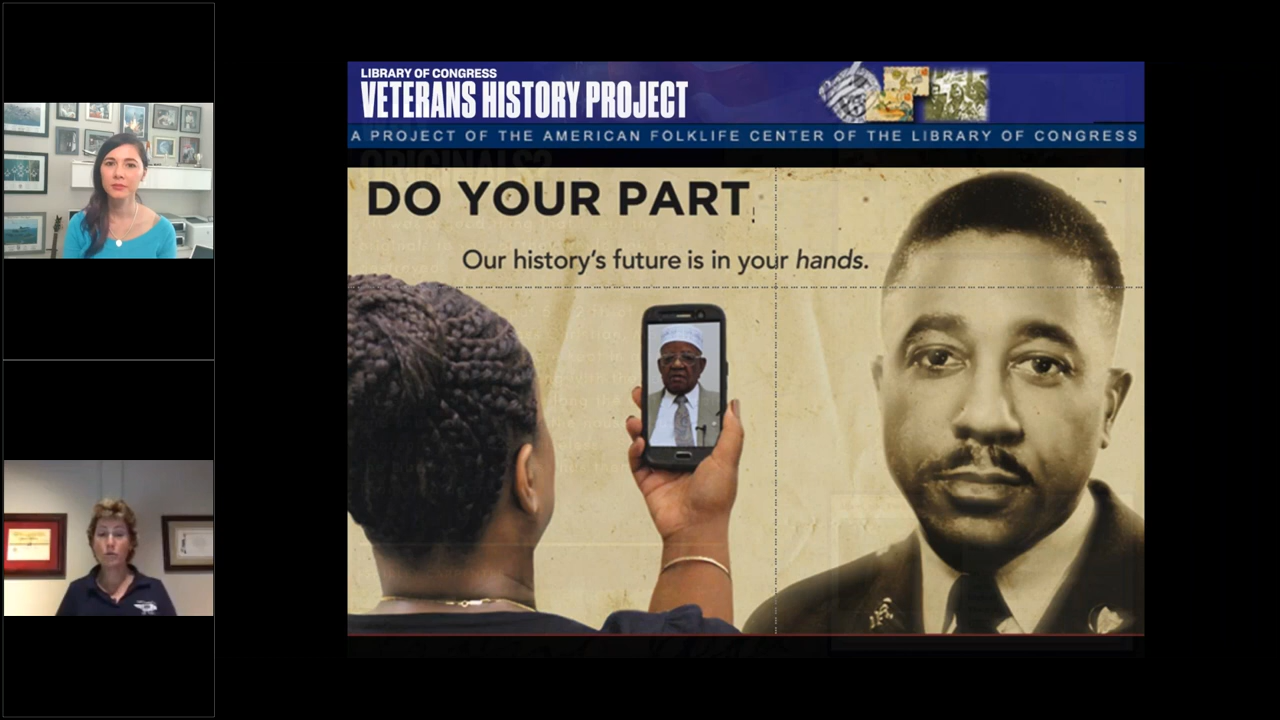 LIBRARY OF CONGRESS
VETERANS HISTORY PROJECT
A PROJECT OF THE AMERICAN FOLKLIFE CENTER OF THE LIBRARY OF CONGRESS
DO YOUR PART
Our history's future is in your hands.